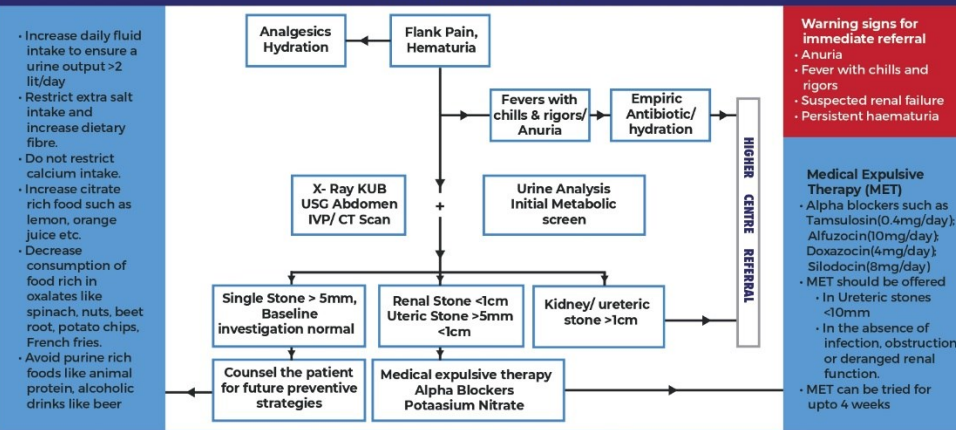 • Increase daily fluid
intake to ensure a
urine output >2
lit/day
• Restrict extra salt
intake and
increase dietary
fibre.
• Do not restrict
calcium intake.
• Increase citrate
rich food such as
lemon, orange
juice etc.
• Decrease
consumption of
food rich in
oxalates like
spinach, nuts, beet
root, potato chips,
French fries.
• Avoid purine rich
foods like animal
protein, alcoholic
drinks like beer
Analgesics
Hydration
Flank Pain,
Hematuria
Fevers with
chills & rigors/
Anuria
Empiric
Antibiotic/
hydration
HIGHER CENTRE REFERRAL
X- Ray KUB
USG Abdomen
IVP/ CT Scan
+
Urine Analysis
Initial Metabolic
screen
Single Stone > 5mm,
Baseline
investigation normal
Renal Stone <1cm
Uteric Stone >5mm
<1cm
Kidney/ ureteric
stone >1cm
Counsel the patient
for future preventive
strategies
Medical expulsive therapy
Alpha Blockers
Potaasium Nitrate
Warning signs for
immediate referral
• Anuria
• Fever with chills and
rigors
• Suspected renal failure
• Persistent haematuria
Medical Expulsive
Therapy (MET)
• Alpha blockers such as
Tamsulosin(0.4mg/day);
Alfuzocin(10mg/day);
Doxazocin(4mg/day);
Silodocin(8mg/day)
• MET should be offered
• In Ureteric stones
<10mm
• In the absence of
infection, obstruction
or deranged renal
function.
• MET can be tried for
upto 4 weeks